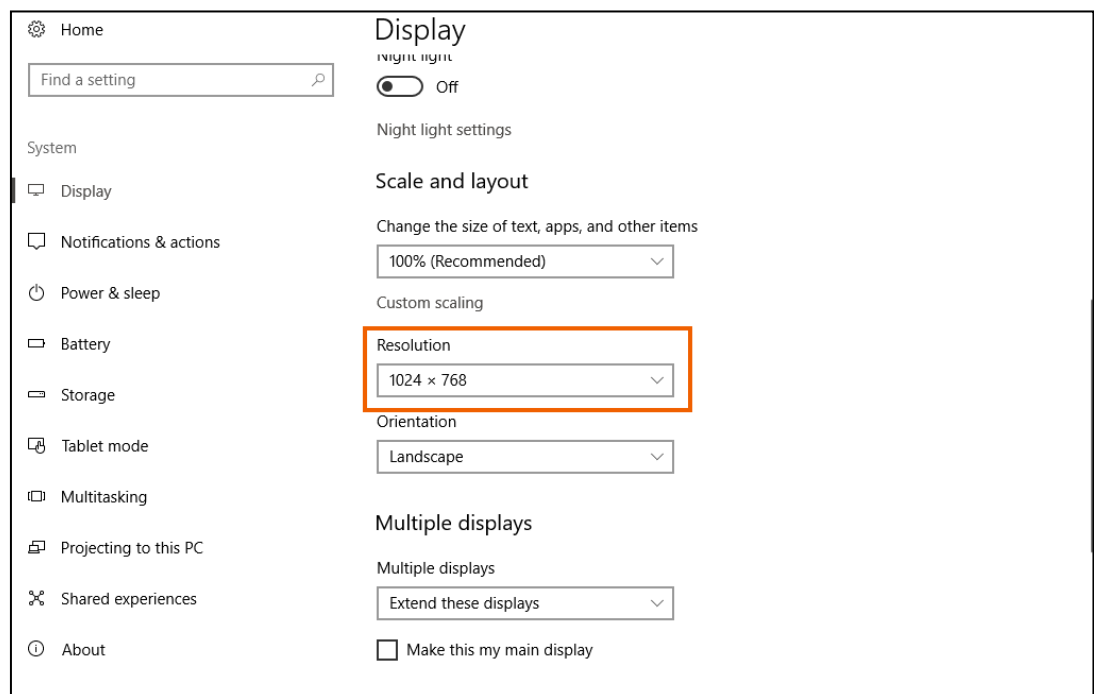 Home
Find a setting
System
Display
Notifications & actions
Power & sleep
Battery
Storage
Tablet mode
Multitasking
Projecting to this PC
Shared experiences
About
Display
Night light
Off
Night light settings
Scale and layout
Change the size of text, apps, and other items
100% (Recommended)
Custom scaling
Resolution
1024 × 768
Orientation
Landscape
Multiple displays
Multiple displays
Extend these displays
Make this my main display